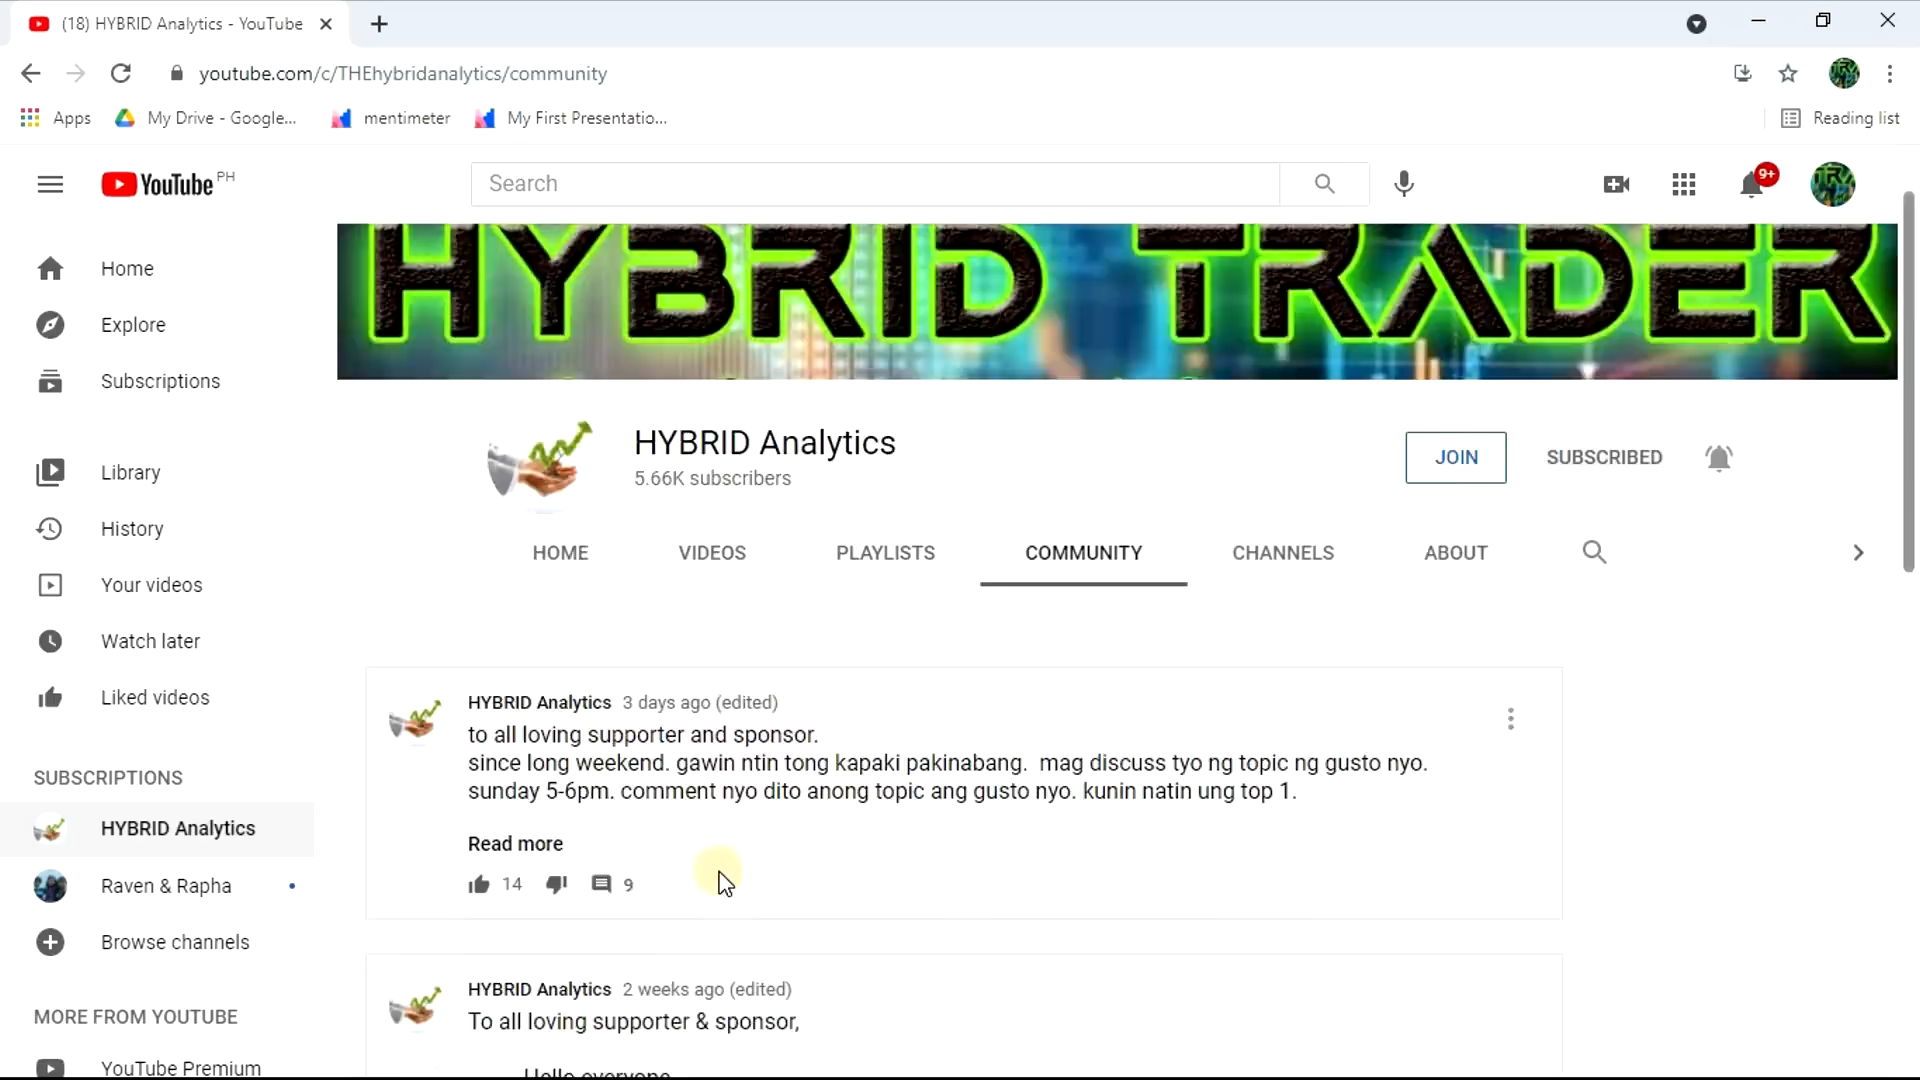 (18) HYBRID Analytics - YouTube
youtube.com/c/THEhybridanalytics/community
Apps
My Drive - Google...
mentimeter
My First Presentatio...
Reading list
YouTube PH
Search
9+
Home
Explore
Subscriptions
Library
History
Your videos
Watch later
Liked videos
SUBSCRIPTIONS
HYBRID Analytics
Raven & Rapha
Browse channels
MORE FROM YOUTUBE
YouTube Premium
HYBRID TRADER
HYBRID Analytics
5.66K subscribers
JOIN
SUBSCRIBED
HOME
VIDEOS
PLAYLISTS
COMMUNITY
CHANNELS
ABOUT
HYBRID Analytics 3 days ago (edited)
to all loving supporter and sponsor.
since long weekend. gawin ntin tong kapaki pakinabang.  mag discuss tyo ng topic ng gusto nyo.
sunday 5-6pm. comment nyo dito anong topic ang gusto nyo. kunin natin ung top 1.
Read more
14
9
HYBRID Analytics 2 weeks ago (edited)
To all loving supporter & sponsor,
Hello everyone